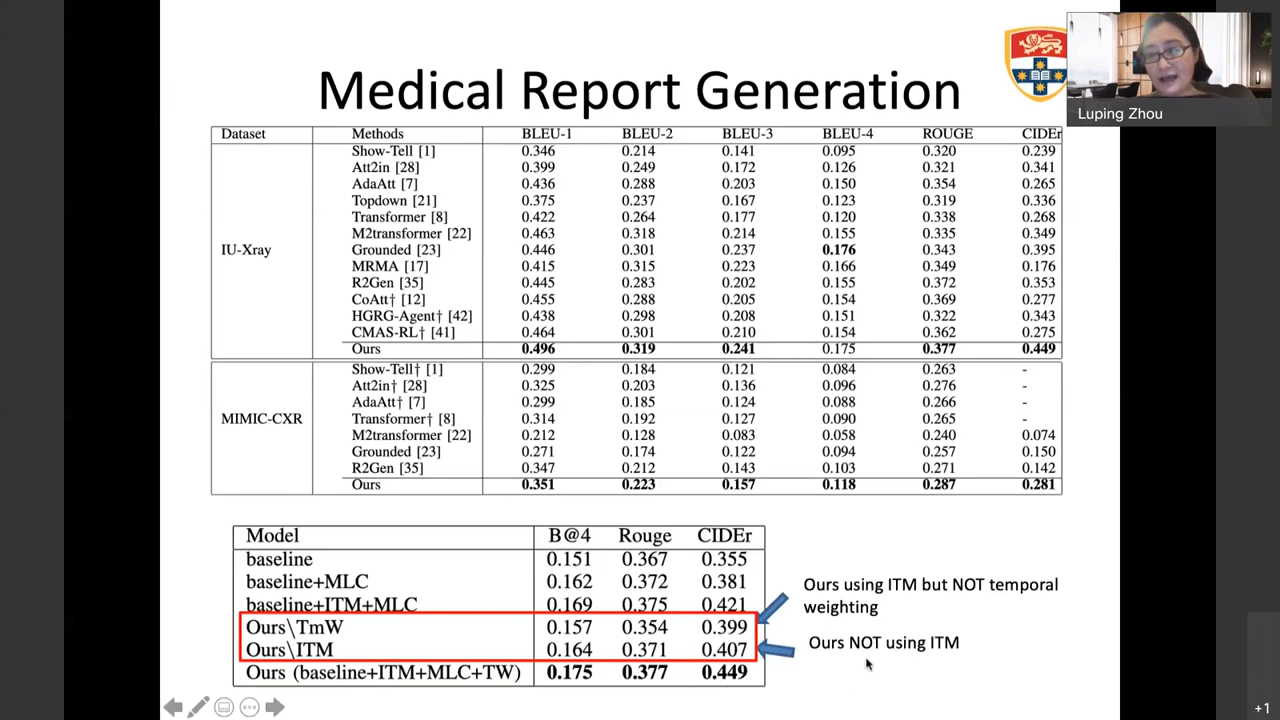 Medical Report Generation
Luping Zhou
Dataset Methods BLEU-1 BLEU-2 BLEU-3 BLEU-4 ROUGE CIDEr
Show-Tell [1] 0.346 0.214 0.141 0.095 0.320 0.239
Att2in [28] 0.399 0.249 0.172 0.126 0.321 0.341
AdaAtt [7] 0.436 0.288 0.203 0.150 0.354 0.265
Topdown [21] 0.375 0.237 0.167 0.123 0.319 0.336
Transformer [8] 0.422 0.264 0.177 0.120 0.338 0.268
M2transformer [22] 0.463 0.318 0.214 0.155 0.335 0.349
IU-Xray Grounded [23] 0.446 0.301 0.237 0.176 0.343 0.395
MRMA [17] 0.415 0.315 0.223 0.166 0.349 0.176
R2Gen [35] 0.445 0.283 0.202 0.155 0.372 0.353
CoAtt† [12] 0.455 0.288 0.205 0.154 0.369 0.277
HGRG-Agent† [42] 0.438 0.298 0.208 0.151 0.322 0.343
CMAS-RL† [41] 0.464 0.301 0.210 0.154 0.362 0.275
Ours 0.496 0.319 0.241 0.175 0.377 0.449
Show-Tell† [1] 0.299 0.184 0.121 0.084 0.263 -
Att2in† [28] 0.325 0.203 0.136 0.096 0.276 -
AdaAtt† [7] 0.299 0.185 0.124 0.088 0.266 -
MIMIC-CXR Transformer† [8] 0.314 0.192 0.127 0.090 0.265 -
M2transformer [22] 0.212 0.128 0.083 0.058 0.240 0.074
Grounded [23] 0.271 0.174 0.122 0.094 0.257 0.150
R2Gen [35] 0.347 0.212 0.143 0.103 0.271 0.142
Ours 0.351 0.223 0.157 0.118 0.287 0.281
Model B@4 Rouge CIDEr
baseline 0.151 0.367 0.355
baseline+MLC 0.162 0.372 0.381
baseline+ITM+MLC 0.169 0.375 0.421
Ours\TmW 0.157 0.354 0.399
Ours\ITM 0.164 0.371 0.407
Ours (baseline+ITM+MLC+TW) 0.175 0.377 0.449
Ours using ITM but NOT temporal
weighting
Ours NOT using ITM
+1